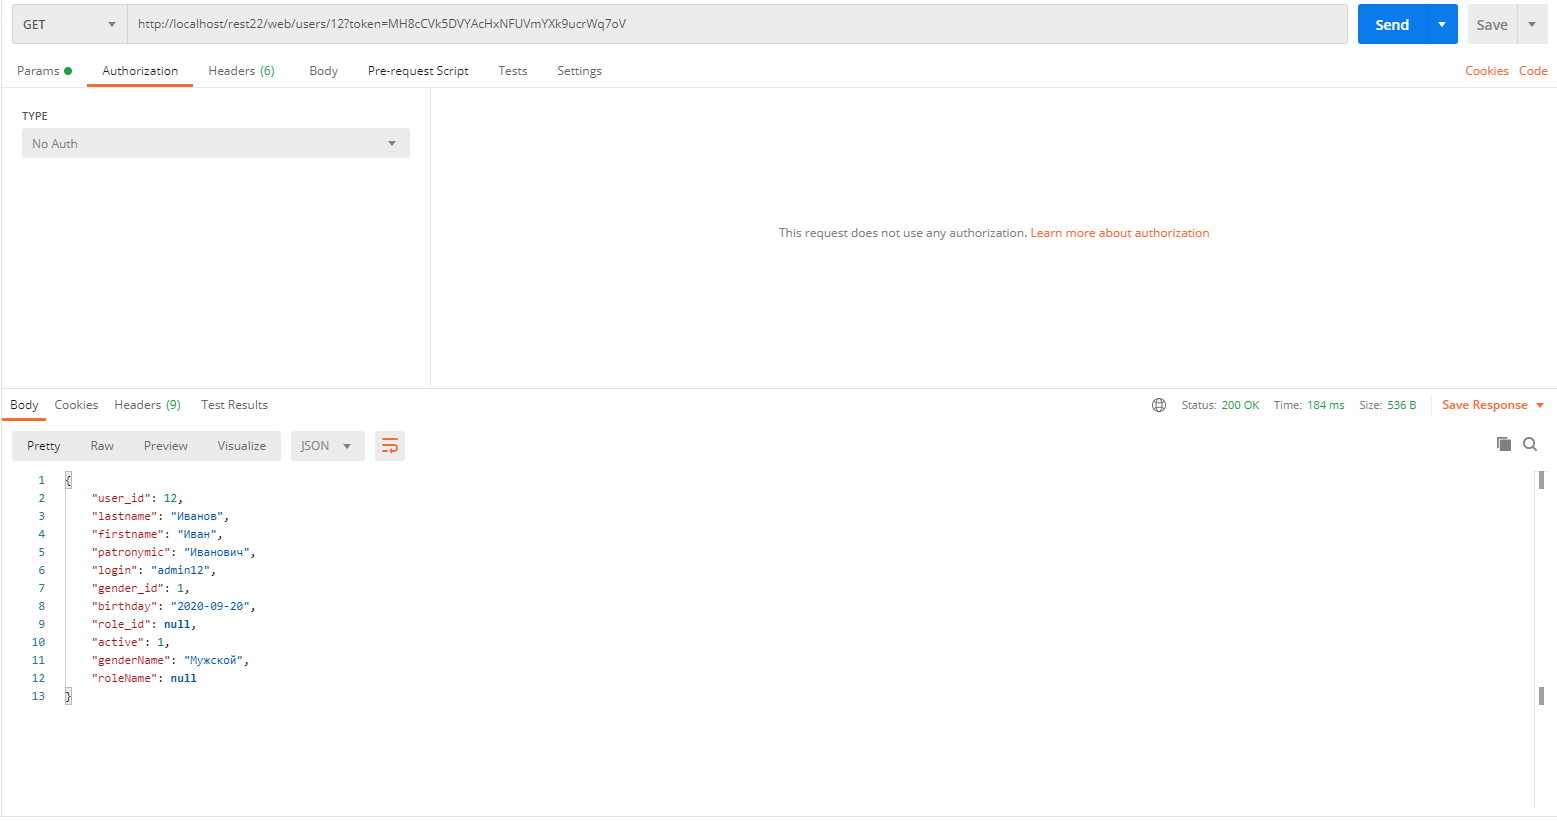 GET http://localhost/rest22/web/users/12?token=MH8cCVk5DVYAcHxNFUVmYXk9ucrWq7oV Send Save
Params Authorization Headers (6) Body Pre-request Script Tests Settings Cookies Code
TYPE
No Auth
This request does not use any authorization. Learn more about authorization
Body Cookies Headers (9) Test Results Status: 200 OK Time: 184 ms Size: 536 B Save Response
Pretty Raw Preview Visualize JSON
1 {
2 "user_id": 12,
3 "lastname": "Иванов",
4 "firstname": "Иван",
5 "patronymic": "Иванович",
6 "login": "admin12",
7 "gender_id": 1,
8 "birthday": "2020-09-20",
9 "role_id": null,
10 "active": 1,
11 "genderName": "Мужской",
12 "roleName": null
13 }